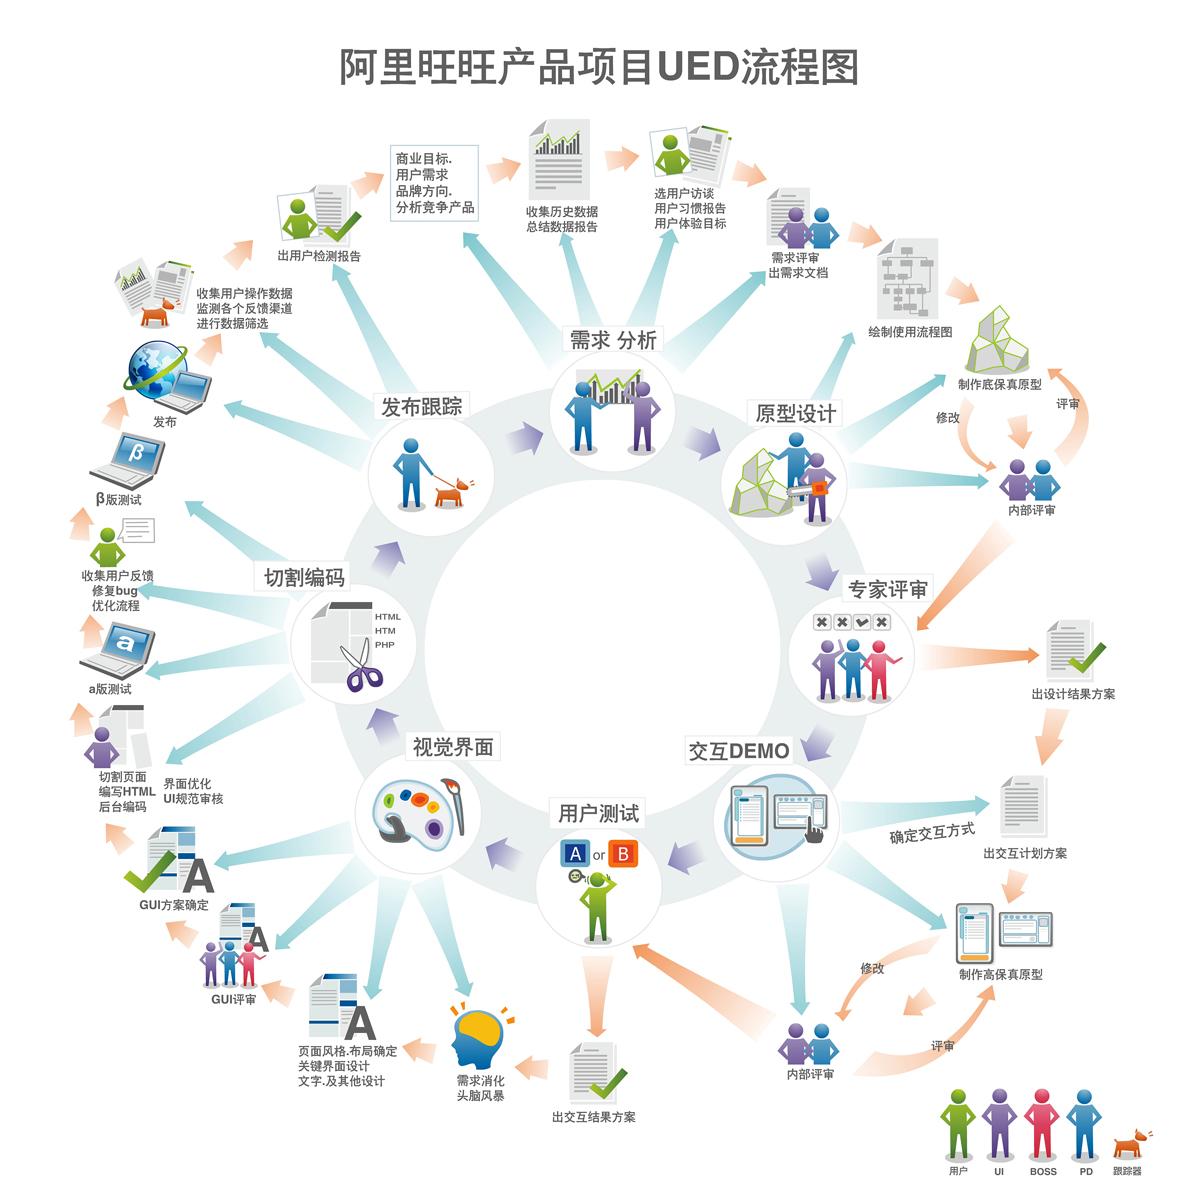 阿里旺旺产品项目UED流程图
商业目标.
用户需求
品牌方向.
分析竞争产品
收集历史数据
总结数据报告
选用户访谈
用户习惯报告
用户体验目标
需求评审
出需求文档
绘制使用流程图
制作底保真原型
修改
评审
内部评审
出用户检测报告
收集用户操作数据
监测各个反馈渠道
进行数据筛选
发布
β
β版测试
收集用户反馈
修复bug
优化流程
a
a版测试
切割页面
编写HTML
后台编码
界面优化
UI规范审核
A
GUI方案确定
A
GUI评审
A
页面风格.布局确定
关键界面设计
文字.及其他设计
需求消化
头脑风暴
出交互结果方案
内部评审
修改
评审
制作高保真原型
确定交互方式
出交互计划方案
出设计结果方案
需求 分析
原型设计
专家评审
交互DEMO
用户测试
A or B
视觉界面
切割编码
HTML
HTM
PHP
发布跟踪
用户
UI
BOSS
PD
跟踪器